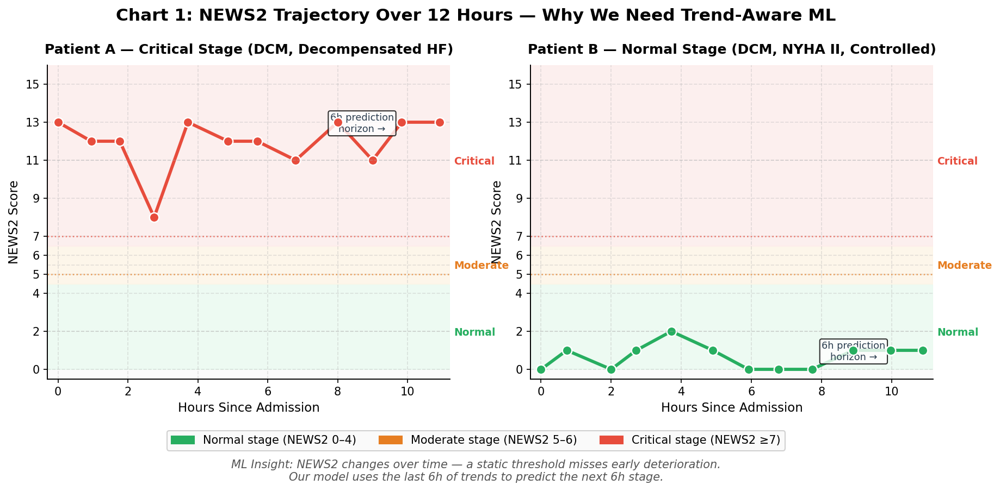 Chart 1: NEWS2 Trajectory Over 12 Hours — Why We Need Trend-Aware ML
Patient A — Critical Stage (DCM, Decompensated HF)
NEWS2 Score
15
13
11
9
7
6
5
4
2
0
6h prediction
horizon →
Critical
Moderate
Normal
0 2 4 6 8 10
Hours Since Admission
Patient B — Normal Stage (DCM, NYHA II, Controlled)
NEWS2 Score
15
13
11
9
7
6
5
4
2
0
6h prediction
horizon →
Critical
Moderate
Normal
0 2 4 6 8 10
Hours Since Admission
Normal stage (NEWS2 0–4) Moderate stage (NEWS2 5–6) Critical stage (NEWS2 ≥7)
ML Insight: NEWS2 changes over time — a static threshold misses early deterioration.
Our model uses the last 6h of trends to predict the next 6h stage.